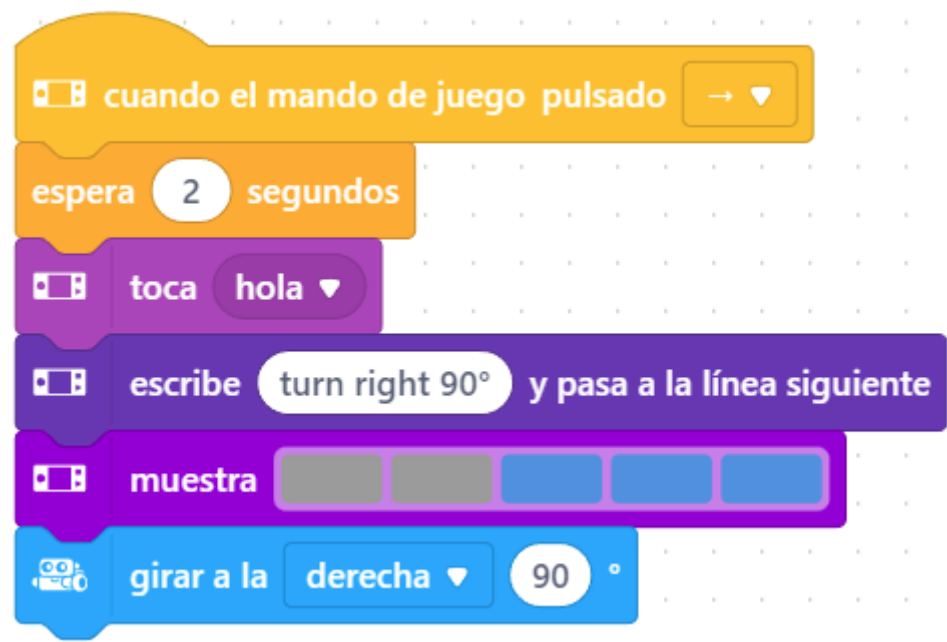 cuando el mando de juego pulsado →
espera 2 segundos
toca hola
escribe turn right 90° y pasa a la línea siguiente
muestra
girar a la derecha 90 °